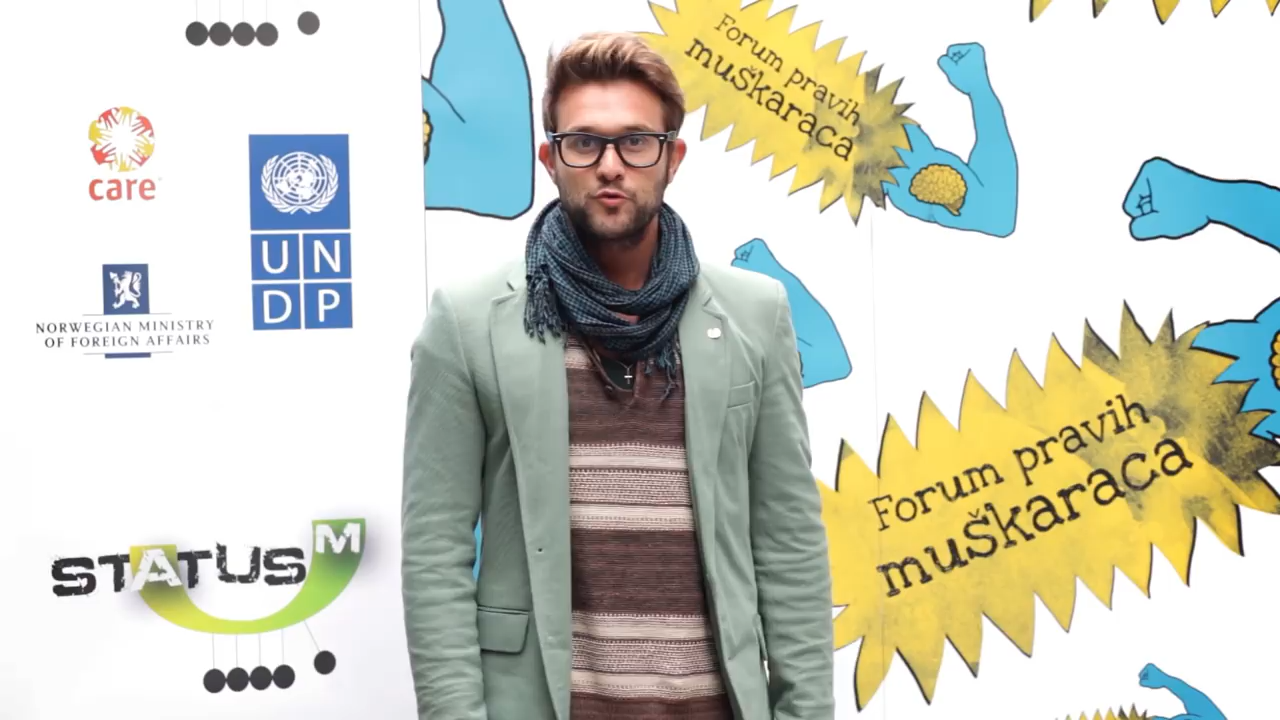 care
UN
DP
NORWEGIAN MINISTRY
OF FOREIGN AFFAIRS
STATUS M
Forum pravih
muškaraca
Forum pravih
muškaraca